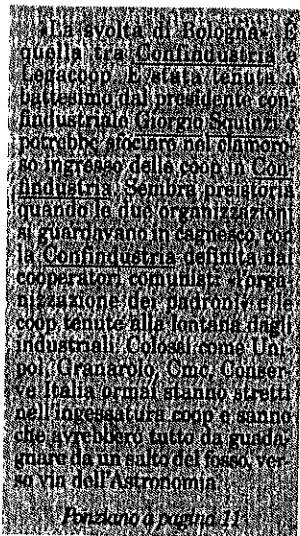 «La svolta di Bologna». È
quella tra Confindustria e
Legacoop. È stata tenuta a
battesimo dal presidente con-
findustriale Giorgio Squinzi e
potrebbe sfociare nel clamoro-
so ingresso delle coop in Con-
findustria. Sembra preistoria
quando le due organizzazioni
si guardavano in cagnesco, con
la Confindustria definita dai
cooperatori comunisti «l'orga-
nizzazione dei padroni» e le
coop tenute alla lontana dagli
industriali. Colossi come Uni-
pol, Granarolo, Cmc, Conser-
ve Italia ormai stanno stretti
nell'ingessatura coop e sanno
che avrebbero tutto da guada-
gnare da un salto del fosso, ver-
so via dell'Astronomia.
Ponziano a pagina 11